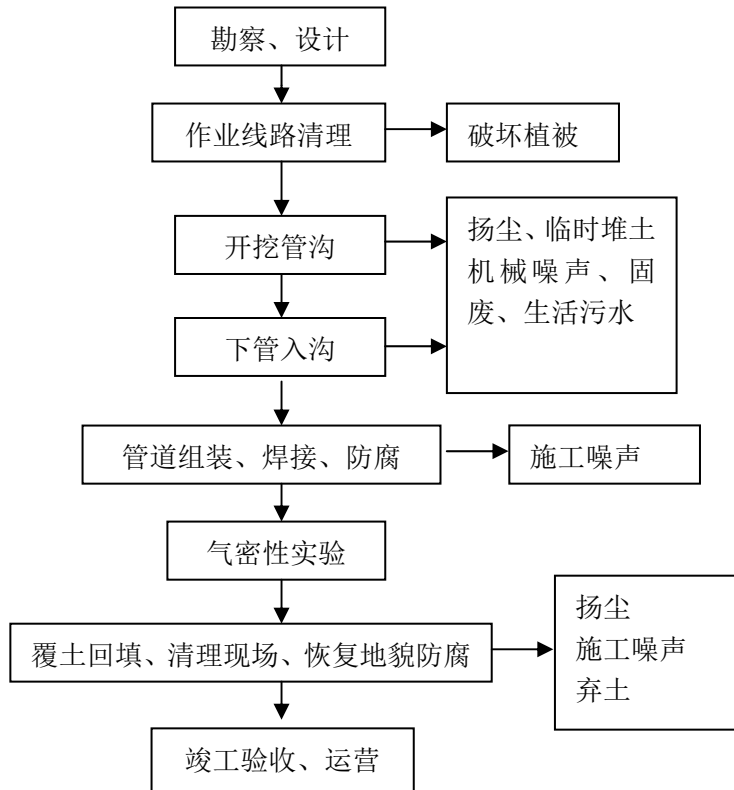 勘察、设计
作业线路清理
破坏植被
开挖管沟
扬尘、临时堆土
机械噪声、固
废、生活污水
下管入沟
管道组装、焊接、防腐
施工噪声
气密性实验
覆土回填、清理现场、恢复地貌防腐
扬尘
施工噪声
弃土
竣工验收、运营